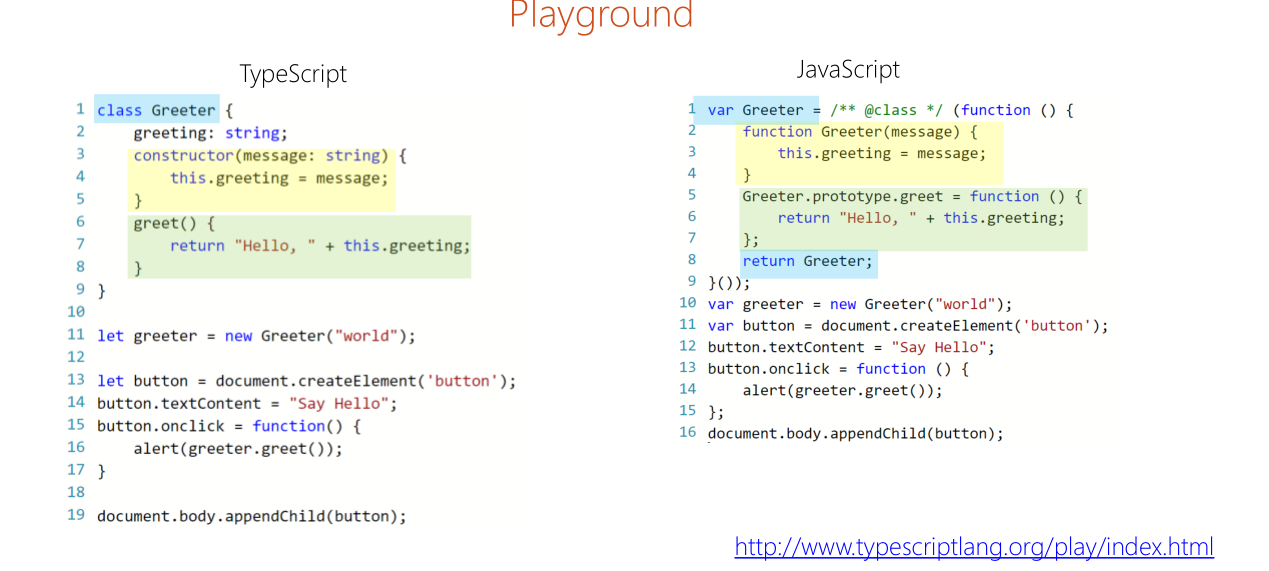 Playground
TypeScript
1 class Greeter {
2     greeting: string;
3     constructor(message: string) {
4         this.greeting = message;
5     }
6     greet() {
7         return "Hello, " + this.greeting;
8     }
9 }
10
11 let greeter = new Greeter("world");
12
13 let button = document.createElement('button');
14 button.textContent = "Say Hello";
15 button.onclick = function() {
16     alert(greeter.greet());
17 }
18
19 document.body.appendChild(button);
JavaScript
1 var Greeter = /** @class */ (function () {
2     function Greeter(message) {
3         this.greeting = message;
4     }
5     Greeter.prototype.greet = function () {
6         return "Hello, " + this.greeting;
7     };
8     return Greeter;
9 }());
10 var greeter = new Greeter("world");
11 var button = document.createElement('button');
12 button.textContent = "Say Hello";
13 button.onclick = function () {
14     alert(greeter.greet());
15 };
16 document.body.appendChild(button);
http://www.typescriptlang.org/play/index.html